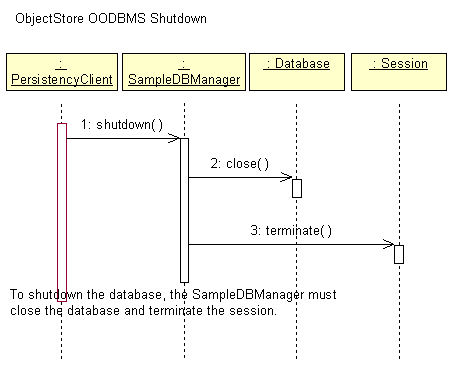 ObjectStore OODBMS Shutdown
:
PersistencyClient
:
SampleDBManager
: Database
: Session
1: shutdown( )
2: close( )
3: terminate( )
To shutdown the database, the SampleDBManager must
close the database and terminate the session.